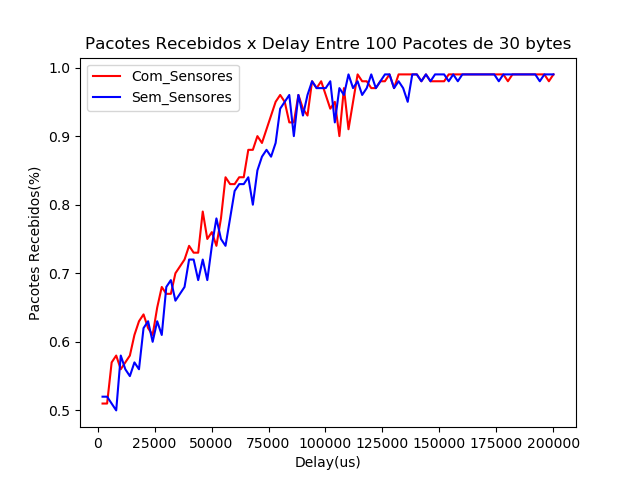 Pacotes Recebidos x Delay Entre 100 Pacotes de 30 bytes
Com_Sensores
Sem_Sensores
1.0
0.9
0.8
0.7
0.6
0.5
Pacotes Recebidos(%)
0 25000 50000 75000 100000 125000 150000 175000 200000
Delay(us)